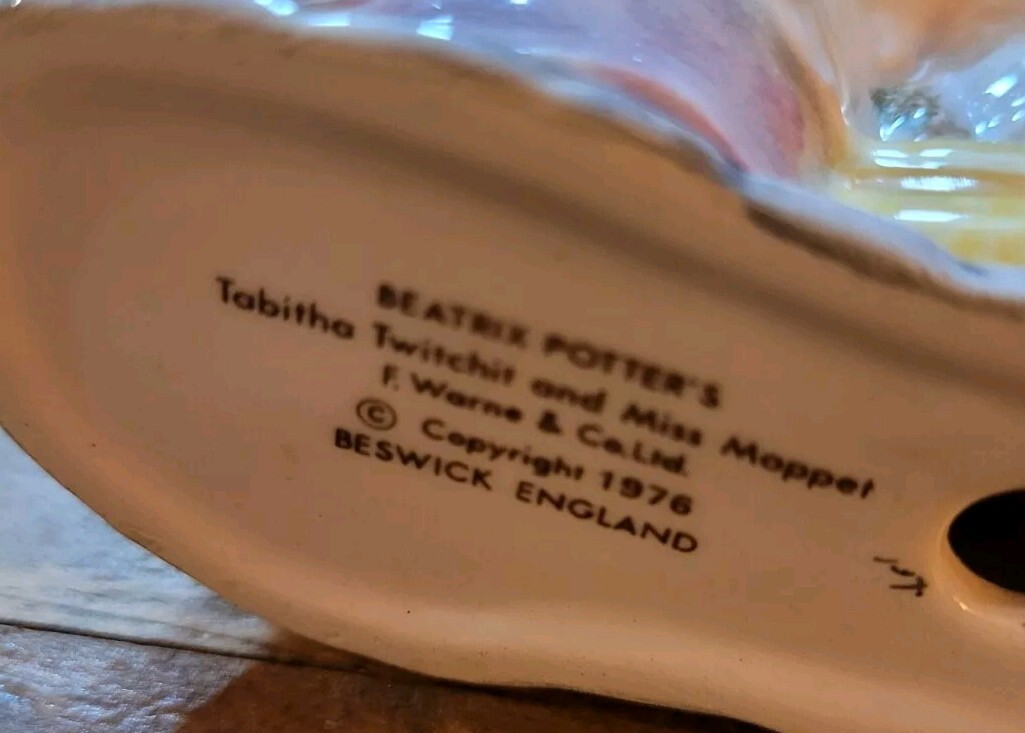 BEATRIX POTTER'S
Tabitha Twitchit and Miss Moppet
F. Warne & Co.Ltd.
© Copyright 1976
BESWICK ENGLAND